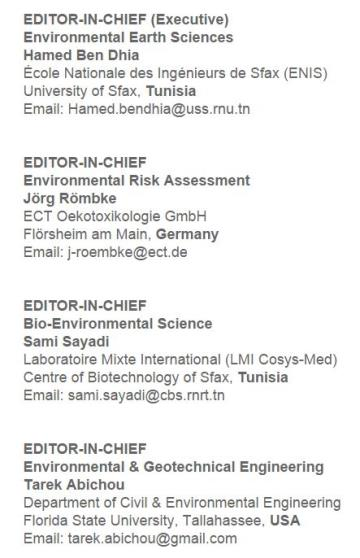 EDITOR-IN-CHIEF (Executive)
Environmental Earth Sciences
Hamed Ben Dhia
École Nationale des Ingénieurs de Sfax (ENIS)
University of Sfax, Tunisia
Email: Hamed.bendhia@uss.rnu.tn
EDITOR-IN-CHIEF
Environmental Risk Assessment
Jörg Römbke
ECT Oekotoxikologie GmbH
Flörsheim am Main, Germany
Email: j-roembke@ect.de
EDITOR-IN-CHIEF
Bio-Environmental Science
Sami Sayadi
Laboratoire Mixte International (LMI Cosys-Med)
Centre of Biotechnology of Sfax, Tunisia
Email: sami.sayadi@cbs.rnrt.tn
EDITOR-IN-CHIEF
Environmental & Geotechnical Engineering
Tarek Abichou
Department of Civil & Environmental Engineering
Florida State University, Tallahassee, USA
Email: tarek.abichou@gmail.com